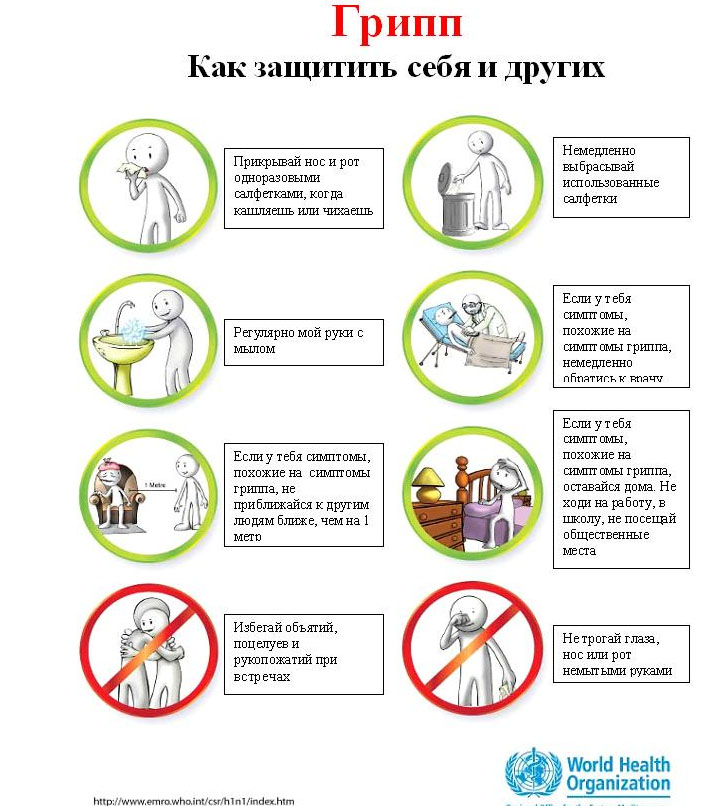 Грипп
Как защитить себя и других
Прикрывай нос и рот
одноразовыми
салфетками, когда
кашляешь или чихаешь
Немедленно
выбрасывай
использованные
салфетки
Регулярно мой руки с
мылом
Если у тебя
симптомы,
похожие на
симптомы гриппа,
немедленно
обратись к врачу
1 Metre
Если у тебя симптомы,
похожие на симптомы
гриппа, не
приближайся к другим
людям ближе, чем на 1
метр
Если у тебя
симптомы,
похожие на
симптомы гриппа,
оставайся дома. Не
ходи на работу, в
школу, не посещай
общественные
места
Избегай объятий,
поцелуев и
рукопожатий при
встречах
Не трогай глаза,
нос или рот
немытыми руками
World Health
Organization
http://www.emro.who.int/csr/h1n1/index.htm